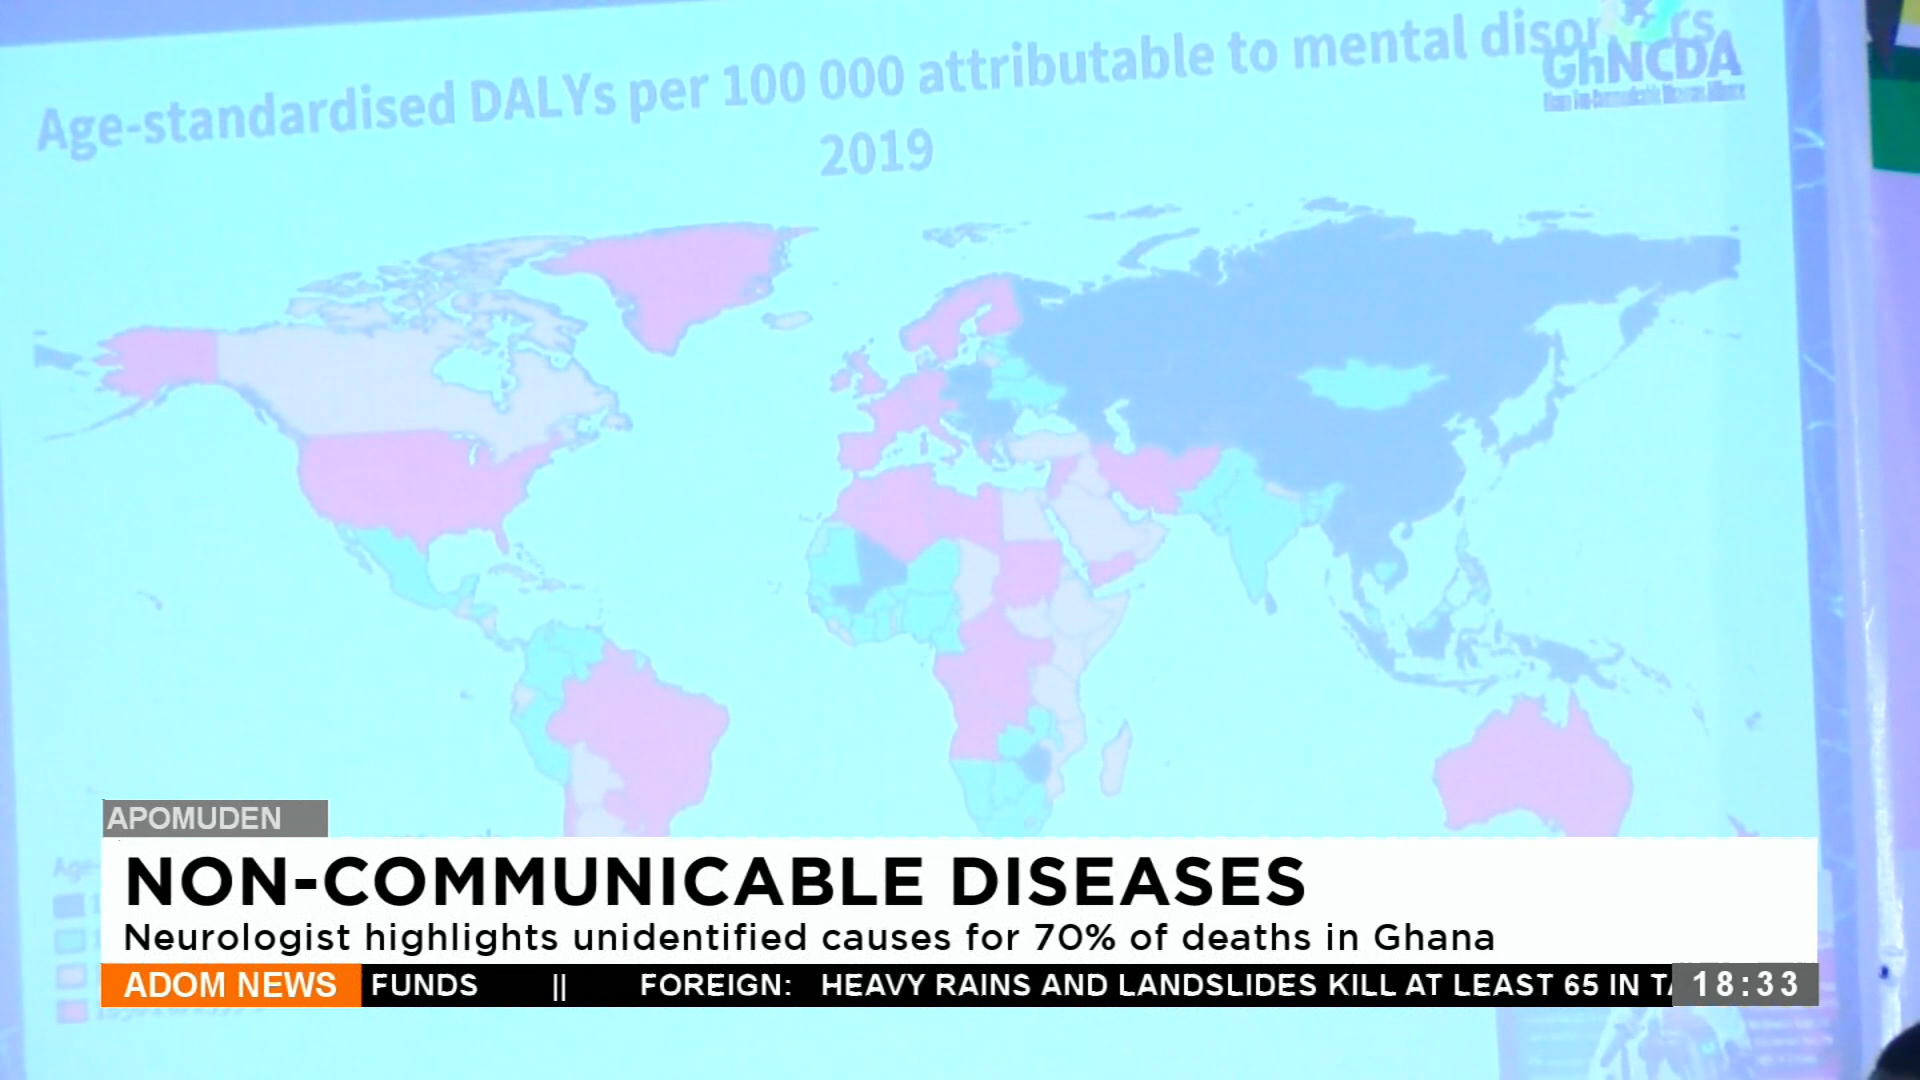 Age-standardised DALYs per 100 000 attributable to mental disor rs
2019
GhNCDA
APOMUDEN
NON-COMMUNICABLE DISEASES
Neurologist highlights unidentified causes for 70% of deaths in Ghana
ADOM NEWS FUNDS || FOREIGN: HEAVY RAINS AND LANDSLIDES KILL AT LEAST 65 IN TA 18:33